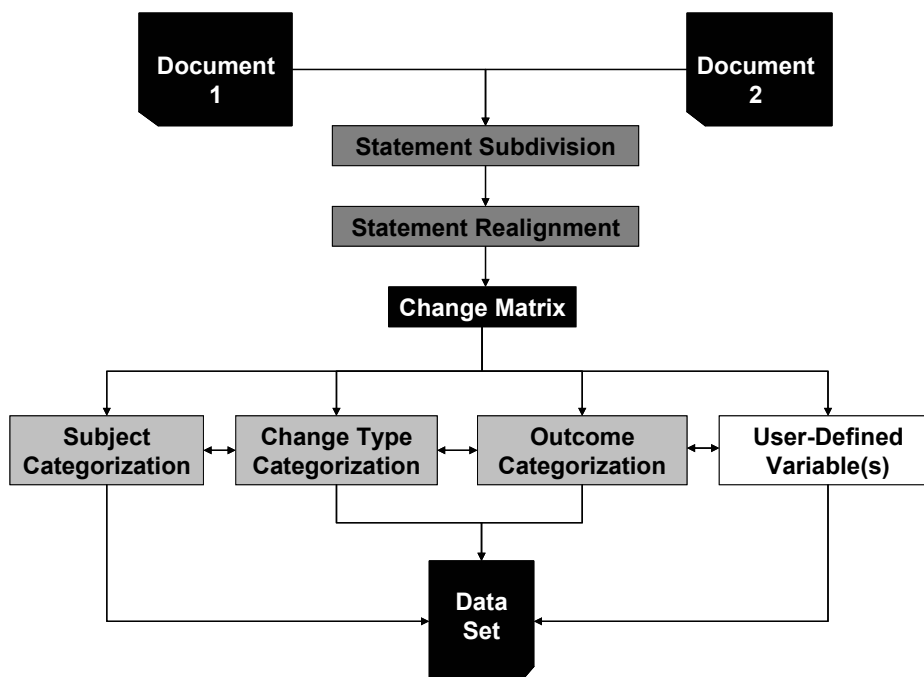 Document
1
Document
2
Statement Subdivision
Statement Realignment
Change Matrix
Subject
Categorization
Change Type
Categorization
Outcome
Categorization
User-Defined
Variable(s)
Data
Set